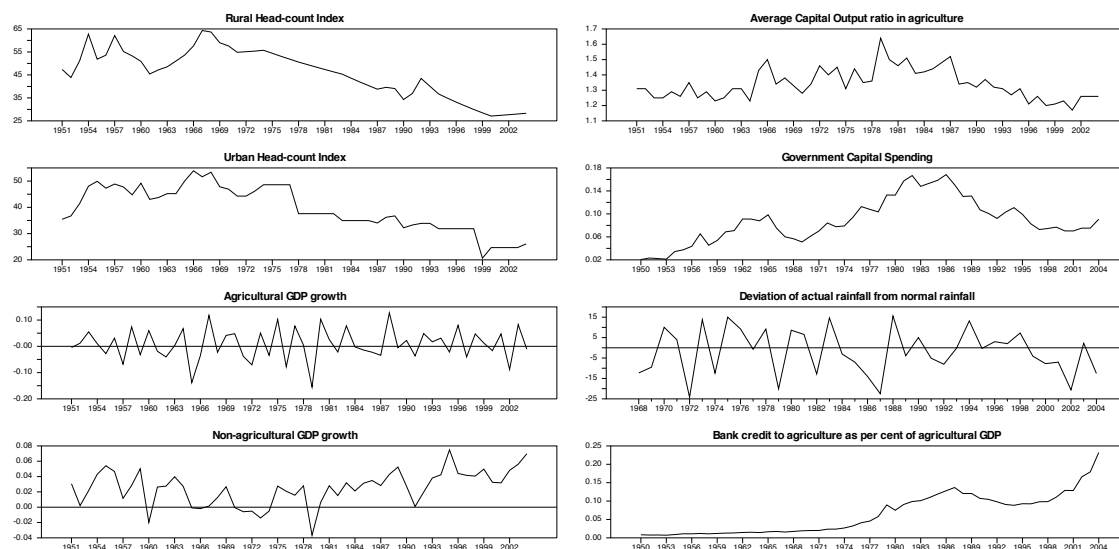 Rural Head-count Index
65
55
45
35
25
1951 1954 1957 1960 1963 1966 1969 1972 1975 1978 1981 1984 1987 1990 1993 1996 1999 2002
Urban Head-count Index
50
40
30
20
1951 1954 1957 1960 1963 1966 1969 1972 1975 1978 1981 1984 1987 1990 1993 1996 1999 2002
Agricultural GDP growth
0.10
-0.00
-0.10
-0.20
1951 1954 1957 1960 1963 1966 1969 1972 1975 1978 1981 1984 1987 1990 1993 1996 1999 2002
Non-agricultural GDP growth
0.08
0.06
0.04
0.02
0.00
-0.02
-0.04
1951 1954 1957 1960 1963 1966 1969 1972 1975 1978 1981 1984 1987 1990 1993 1996 1999 2002
Average Capital Output ratio in agriculture
1.7
1.6
1.5
1.4
1.3
1.2
1.1
1951 1954 1957 1960 1963 1966 1969 1972 1975 1978 1981 1984 1987 1990 1993 1996 1999 2002
Government Capital Spending
0.18
0.14
0.10
0.06
0.02
1950 1953 1956 1959 1962 1965 1968 1971 1974 1977 1980 1983 1986 1989 1992 1995 1998 2001 2004
Deviation of actual rainfall from normal rainfall
15
5
-5
-15
-25
1968 1970 1972 1974 1976 1978 1980 1982 1984 1986 1988 1990 1992 1994 1996 1998 2000 2002 2004
Bank credit to agriculture as per cent of agricultural GDP
0.25
0.20
0.15
0.10
0.05
0.00
1950 1953 1956 1959 1962 1965 1968 1971 1974 1977 1980 1983 1986 1989 1992 1995 1998 2001 2004